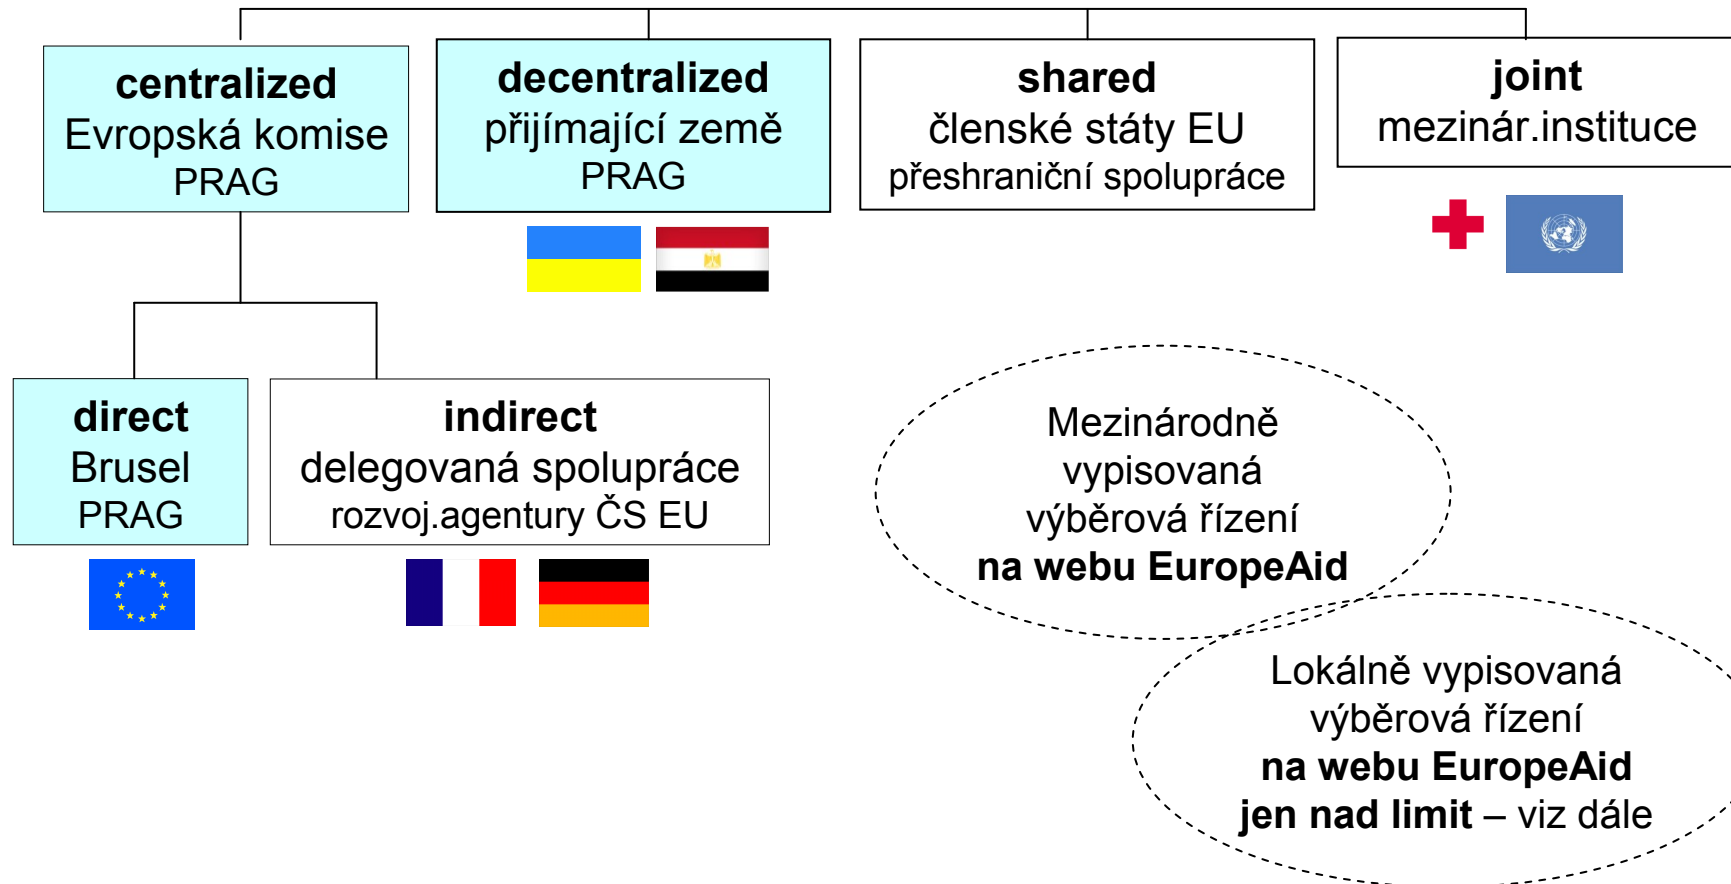 centralized
Evropská komise
PRAG
decentralized
přijímající země
PRAG
shared
členské státy EU
přeshraniční spolupráce
joint
mezinár.instituce
direct
Brusel
PRAG
indirect
delegovaná spolupráce
rozvoj.agentury ČS EU
Mezinárodně
vypisovaná
výběrová řízení
na webu EuropeAid
Lokálně vypisovaná
výběrová řízení
na webu EuropeAid
jen nad limit – viz dále